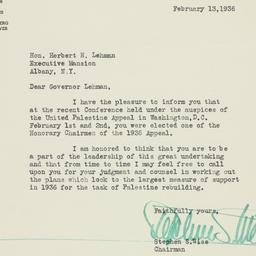 February 13,1936
Hon. Herbert H. Lehman
Executive Mansion
Albany, N.Y.
Dear Governor Lehman,
I have the pleasure to inform you that
at the recent Conference held under the auspices of
the United Palestine Appeal in Washington,D.C.
February 1st and 2nd, you were elected one of the
Honorary Chairmen of the 1936 Appeal.
I am honored to think that you are to be
a part of the leadership of this great undertaking
and that from time to time I may feel free to call
upon you for your judgment and counsel in working out
the plans which look to the largest measure of support
in 1936 for the task of Palestine rebuilding.
Faithfully yours,
Stephen S.Wise
Chairman